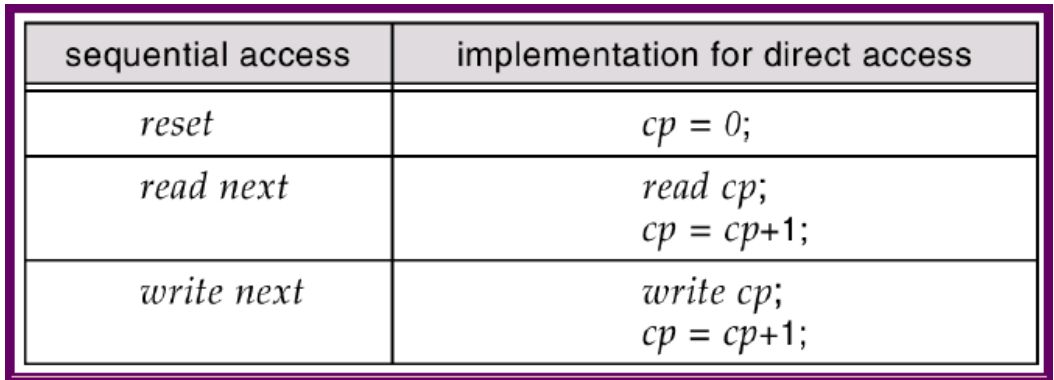 sequential access implementation for direct access
reset cp = 0;
read next read cp;
cp = cp+1;
write next write cp;
cp = cp+1;